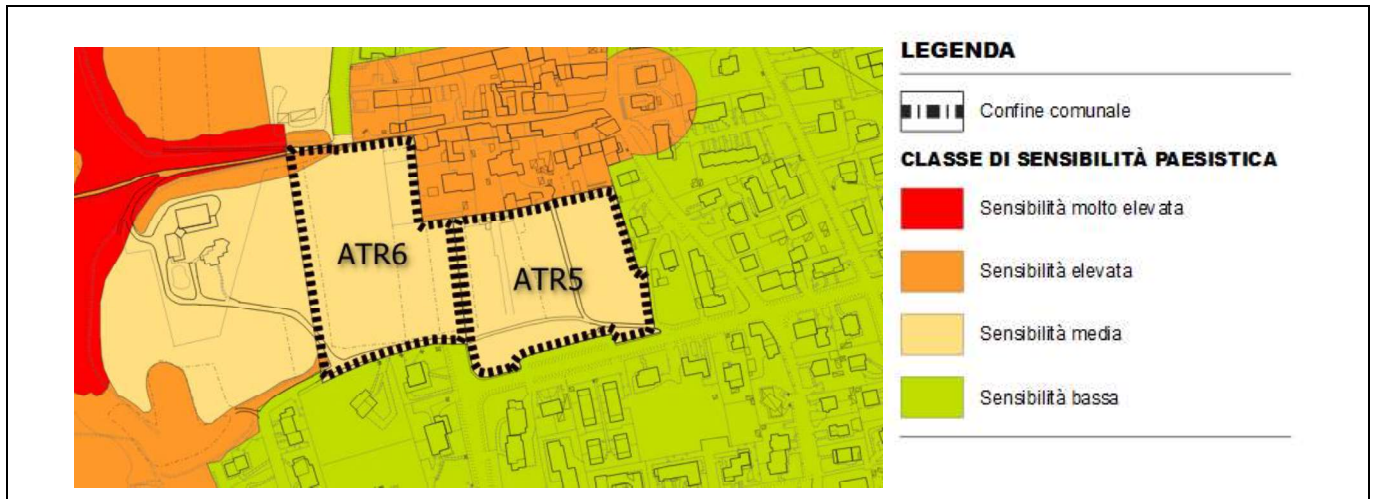 LEGENDA
Confine comunale
CLASSE DI SENSIBILITÀ PAESISTICA
Sensibilità molto elevata
Sensibilità elevata
Sensibilità media
Sensibilità bassa
ATR6
ATR5